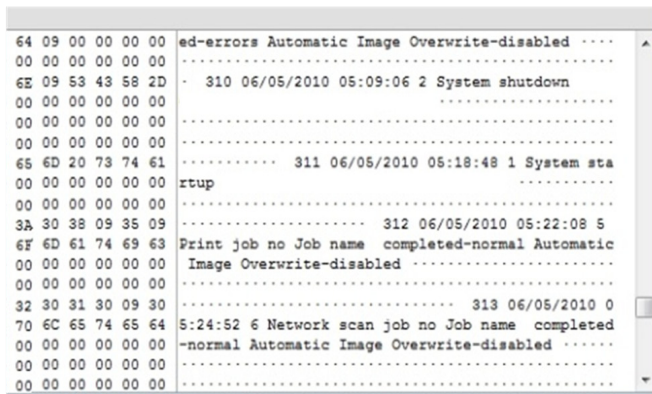 64 09 00 00 00 00 ed-errors Automatic Image Overwrite-disabled ····
00 00 00 00 00 00 ················································
6E 09 53 43 58 2D · 310 06/05/2010 05:09:06 2 System shutdown
00 00 00 00 00 00 ···················
00 00 00 00 00 00 ················································
00 00 00 00 00 00 ················································
65 6D 20 73 74 61 ··········· 311 06/05/2010 05:18:48 1 System sta
00 00 00 00 00 00 rtup ··········
00 00 00 00 00 00 ················································
3A 30 38 09 35 09 ···················· 312 06/05/2010 05:22:08 5
6F 6D 61 74 69 63 Print job no Job name completed-normal Automatic
00 00 00 00 00 00 Image Overwrite-disabled ······················
00 00 00 00 00 00 ················································
32 30 31 30 09 30 ······························ 313 06/05/2010 0
70 6C 65 74 65 64 5:24:52 6 Network scan job no Job name completed
00 00 00 00 00 00 -normal Automatic Image Overwrite-disabled ······
00 00 00 00 00 00 ················································
00 00 00 00 00 00 ················································